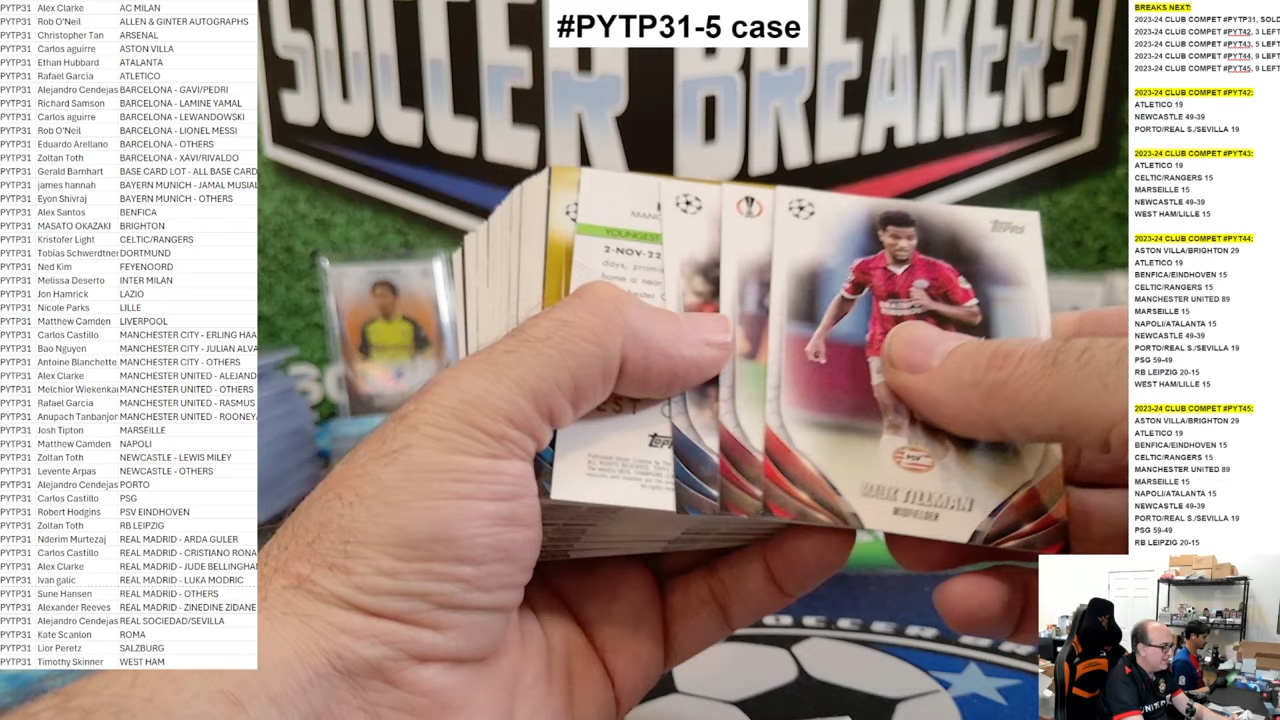 #PYTP31-5 case
PYTP31 Alex Clarke AC MILAN
PYTP31 Rob O'Neil ALLEN & GINTER AUTOGRAPHS
PYTP31 Christopher Tan ARSENAL
PYTP31 Carlos aguirre ASTON VILLA
PYTP31 Ethan Hubbard ATALANTA
PYTP31 Rafael Garcia ATLETICO
PYTP31 Alejandro Cendejas BARCELONA - GAVI/PEDRI
PYTP31 Richard Samson BARCELONA - LAMINE YAMAL
PYTP31 Carlos aguirre BARCELONA - LEWANDOWSKI
PYTP31 Rob O'Neil BARCELONA - LIONEL MESSI
PYTP31 Eduardo Arellano BARCELONA - OTHERS
PYTP31 Zoltan Toth BARCELONA - XAVI/RIVALDO
PYTP31 Gerald Barnhart BASE CARD LOT - ALL BASE CARD
PYTP31 james hannah BAYERN MUNICH - JAMAL MUSIAL
PYTP31 Eyon Shivraj BAYERN MUNICH - OTHERS
PYTP31 Alex Santos BENFICA
PYTP31 MASATO OKAZAKI BRIGHTON
PYTP31 Kristofer Light CELTIC/RANGERS
PYTP31 Tobias Schwerdtner DORTMUND
PYTP31 Ned Kim FEYENOORD
PYTP31 Melissa Deserto INTER MILAN
PYTP31 Jon Hamrick LAZIO
PYTP31 Nicole Parks LILLE
PYTP31 Matthew Camden LIVERPOOL
PYTP31 Carlos Castillo MANCHESTER CITY - ERLING HAA
PYTP31 Bao Nguyen MANCHESTER CITY - JULIAN ALVA
PYTP31 Antoine Blanchette MANCHESTER CITY - OTHERS
PYTP31 Alex Clarke MANCHESTER UNITED - ALEJAND
PYTP31 Melchior Wiekenka MANCHESTER UNITED - OTHERS
PYTP31 Rafael Garcia MANCHESTER UNITED - RASMUS
PYTP31 Anupach Tanbanjor MANCHESTER UNITED - ROONEY
PYTP31 Josh Tipton MARSEILLE
PYTP31 Matthew Camden NAPOLI
PYTP31 Zoltan Toth NEWCASTLE - LEWIS MILEY
PYTP31 Levente Arpas NEWCASTLE - OTHERS
PYTP31 Alejandro Cendejas PORTO
PYTP31 Carlos Castillo PSG
PYTP31 Robert Hodgins PSV EINDHOVEN
PYTP31 Zoltan Toth RB LEIPZIG
PYTP31 Nderim Murtezaj REAL MADRID - ARDA GULER
PYTP31 Carlos Castillo REAL MADRID - CRISTIANO RONA
PYTP31 Alex Clarke REAL MADRID - JUDE BELLINGHA
PYTP31 Ivan galic REAL MADRID - LUKA MODRIC
PYTP31 Sune Hansen REAL MADRID - OTHERS
PYTP31 Alexander Reeves REAL MADRID - ZINEDINE ZIDANE
PYTP31 Alejandro Cendejas REAL SOCIEDAD/SEVILLA
PYTP31 Kate Scanlon ROMA
PYTP31 Lior Peretz SALZBURG
PYTP31 Timothy Skinner WEST HAM
SOCCER BREAKERS
MANC
YOUNGEST
2-NOV-22
topps
PSV
MALIK TILLMAN
MIDFIELDER
BREAKS NEXT:
2023-24 CLUB COMPET #PYTP31, SOLD
2023-24 CLUB COMPET #PYT42, 3 LEFT
2023-24 CLUB COMPET #PYT43, 5 LEFT
2023-24 CLUB COMPET #PYT44, 9 LEFT
2023-24 CLUB COMPET #PYT45, 9 LEFT
2023-24 CLUB COMPET #PYT42:
ATLETICO 19
NEWCASTLE 49-39
PORTO/REAL S./SEVILLA 19
2023-24 CLUB COMPET #PYT43:
ATLETICO 19
CELTIC/RANGERS 15
MARSEILLE 15
NEWCASTLE 49-39
WEST HAM/LILLE 15
2023-24 CLUB COMPET #PYT44:
ASTON VILLA/BRIGHTON 29
ATLETICO 19
BENFICA/EINDHOVEN 15
CELTIC/RANGERS 15
MANCHESTER UNITED 89
MARSEILLE 15
NAPOLI/ATALANTA 15
NEWCASTLE 49-39
PORTO/REAL S./SEVILLA 19
PSG 59-49
RB LEIPZIG 20-15
WEST HAM/LILLE 15
2023-24 CLUB COMPET #PYT45:
ASTON VILLA/BRIGHTON 29
ATLETICO 19
BENFICA/EINDHOVEN 15
CELTIC/RANGERS 15
MANCHESTER UNITED 89
MARSEILLE 15
NAPOLI/ATALANTA 15
NEWCASTLE 49-39
PORTO/REAL S./SEVILLA 19
PSG 59-49
RB LEIPZIG 20-15